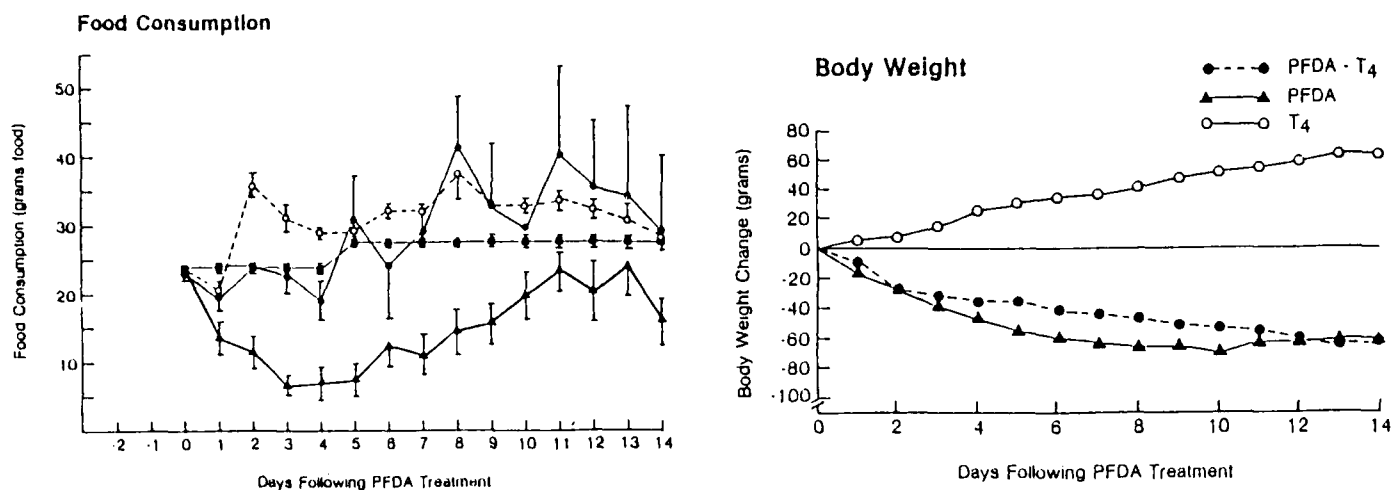 Food Consumption
Food Consumption (grams food)
50
40
30
20
10
-2 -1 0 1 2 3 4 5 6 7 8 9 10 11 12 13 14
Days Following PFDA Treatment
Body Weight
PFDA - T4
PFDA
T4
Body Weight Change (grams)
80
60
40
20
0
-20
-40
-60
-80
-100
0 2 4 6 8 10 12 14
Days Following PFDA Treatment